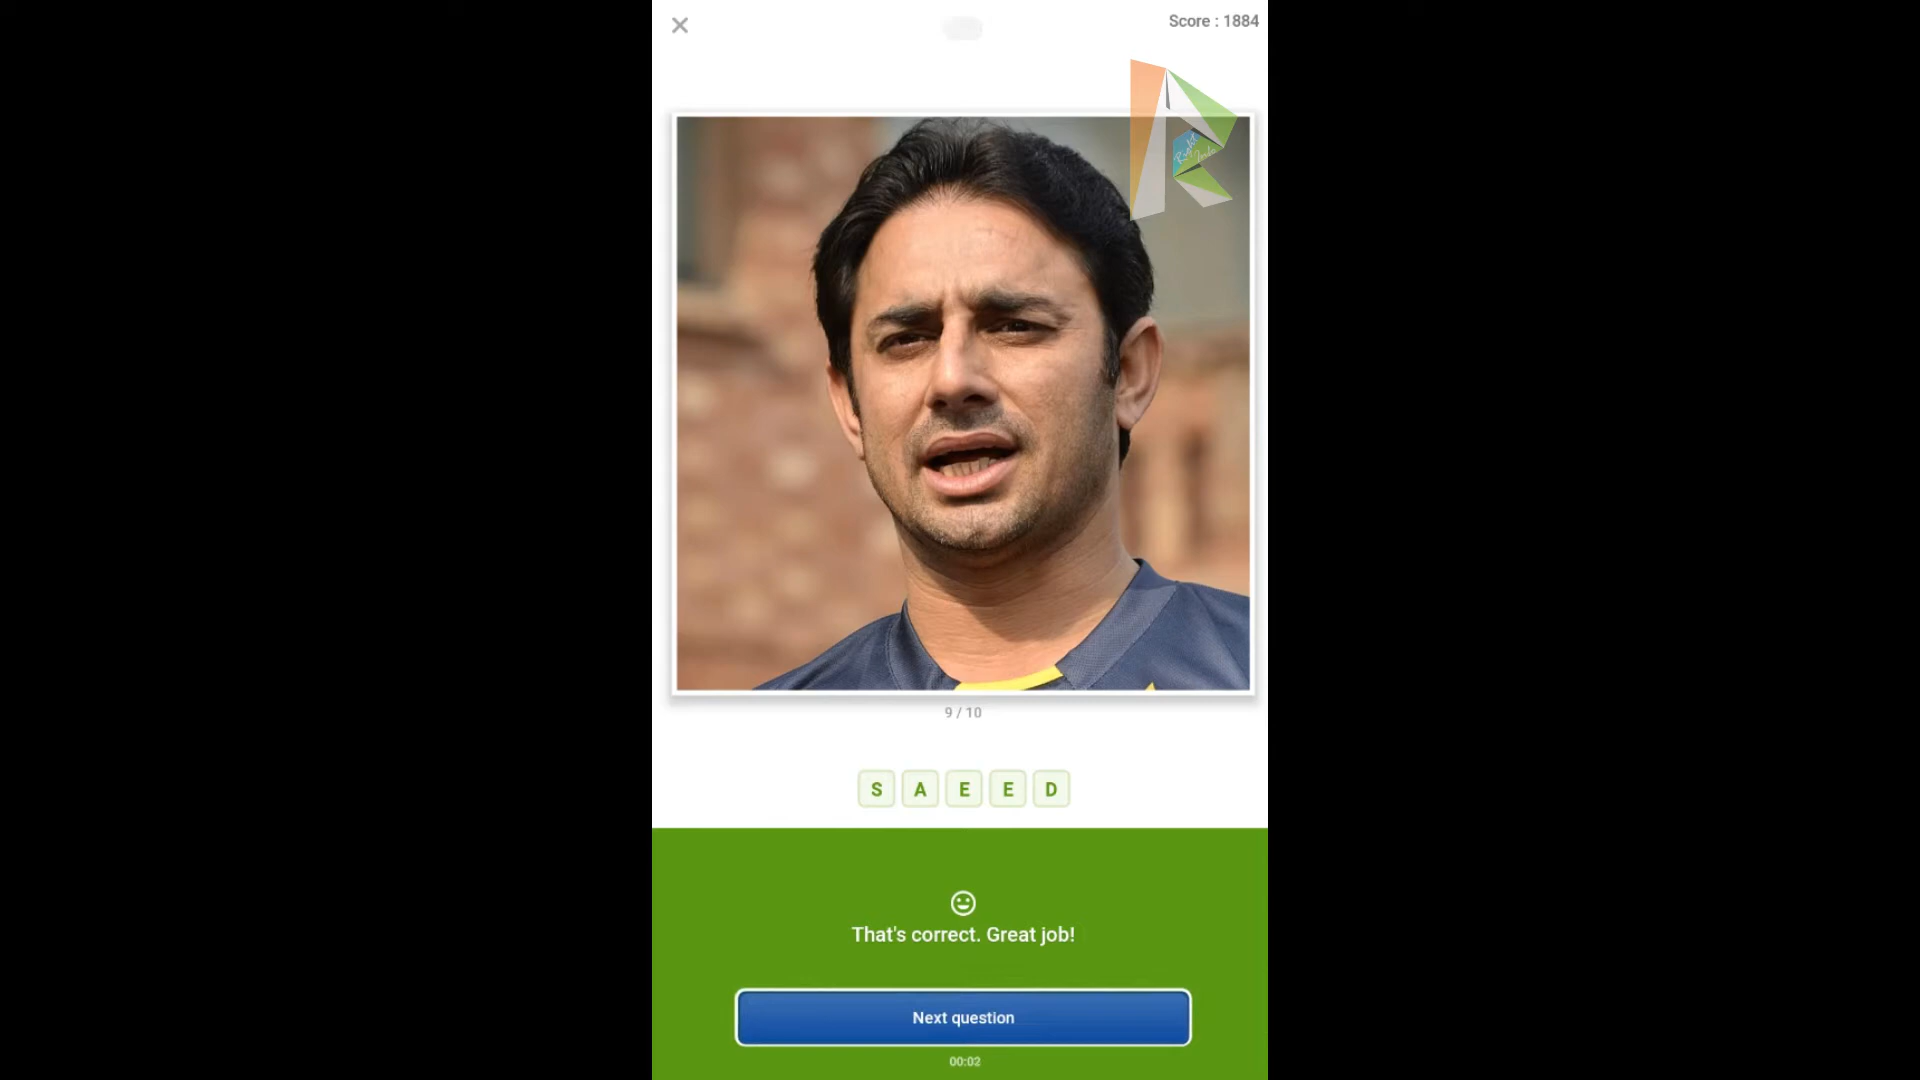 Score : 1884
9 / 10
S A E E D
That's correct. Great job!
Next question
00:02